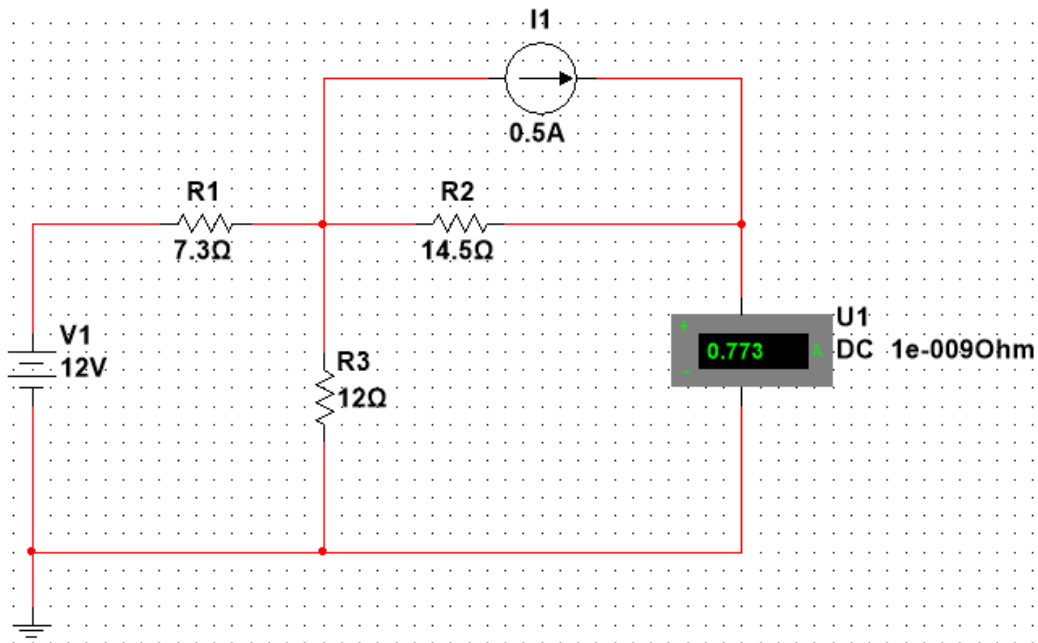 I1
0.5A
R1
7.3Ω
R2
14.5Ω
V1
12V
R3
12Ω
U1
+
0.773 A
-
DC 1e-009Ohm